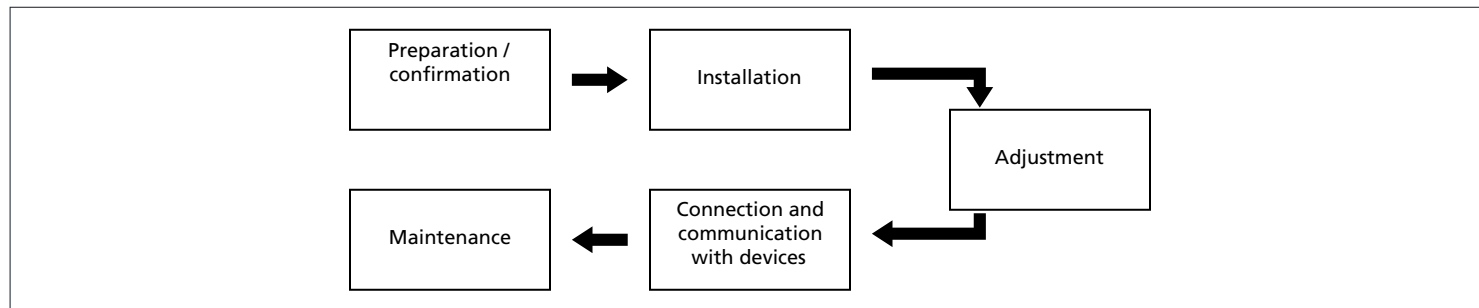 Preparation /
confirmation
Installation
Adjustment
Connection and
communication
with devices
Maintenance